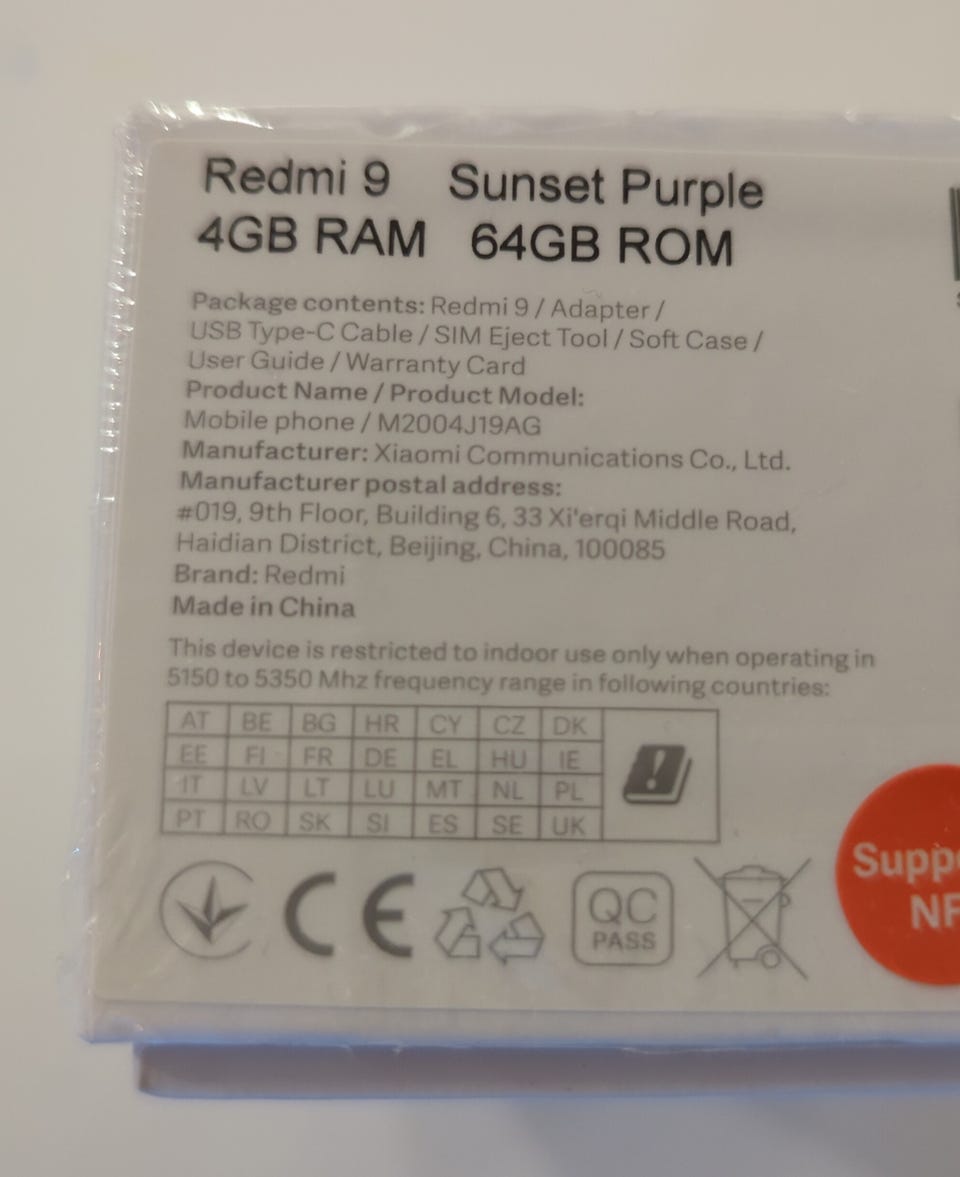 Redmi 9 Sunset Purple
4GB RAM 64GB ROM
Package contents: Redmi 9 / Adapter /
USB Type-C Cable / SIM Eject Tool / Soft Case /
User Guide / Warranty Card
Product Name / Product Model:
Mobile phone / M2004J19AG
Manufacturer: Xiaomi Communications Co., Ltd.
Manufacturer postal address:
#019, 9th Floor, Building 6, 33 Xi'erqi Middle Road,
Haidian District, Beijing, China, 100085
Brand: Redmi
Made in China
This device is restricted to indoor use only when operating in
5150 to 5350 Mhz frequency range in following countries:
AT BE BG HR CY CZ DK
EE FI FR DE EL HU IE
IT LV LT LU MT NL PL
PT RO SK SI ES SE UK
CE
QC
PASS